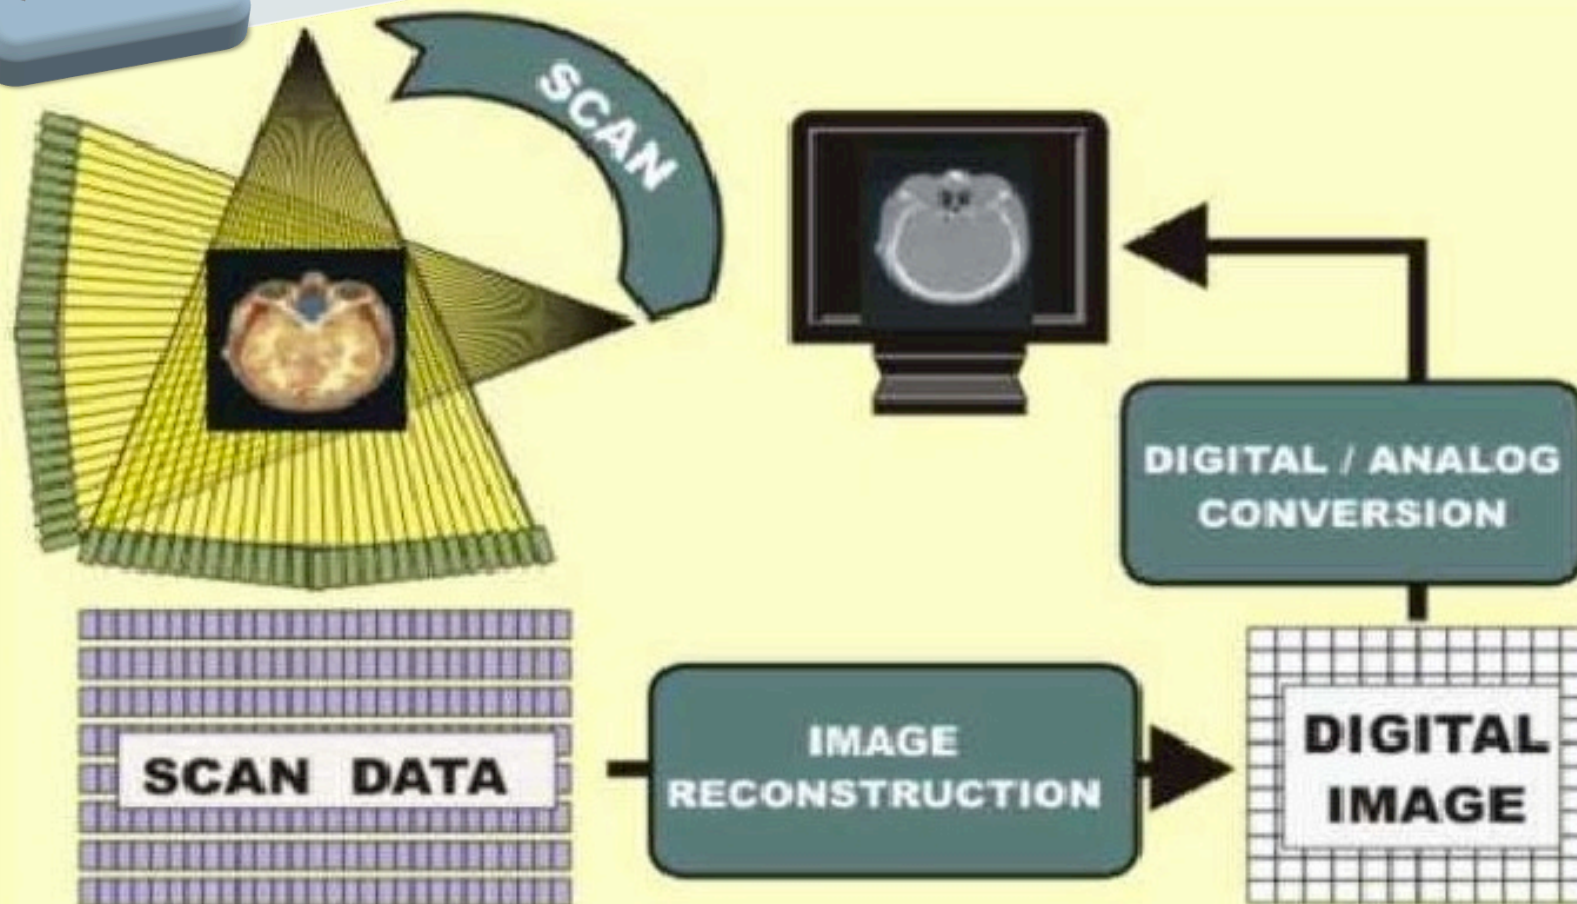 SCAN
DIGITAL / ANALOG
CONVERSION
SCAN DATA
IMAGE
RECONSTRUCTION
DIGITAL
IMAGE